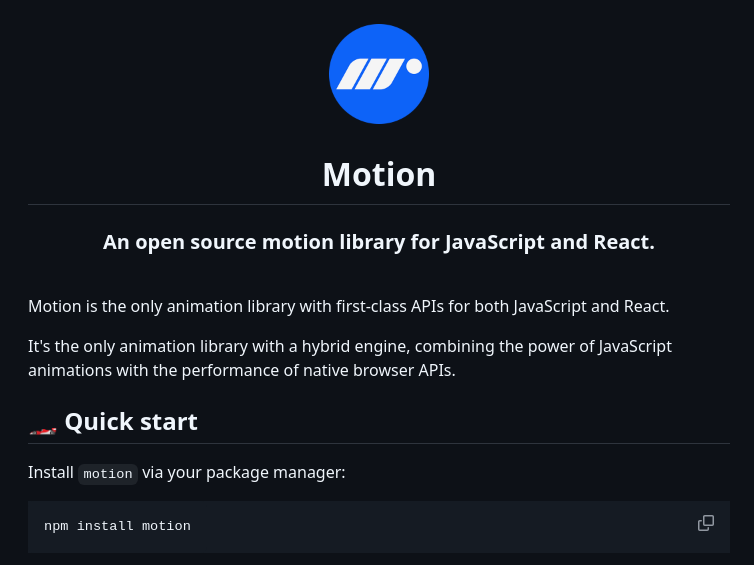 Motion
An open source motion library for JavaScript and React.
Motion is the only animation library with first-class APIs for both JavaScript and React.
It's the only animation library with a hybrid engine, combining the power of JavaScript
animations with the performance of native browser APIs.
🏎️ Quick start
Install motion via your package manager:
npm install motion